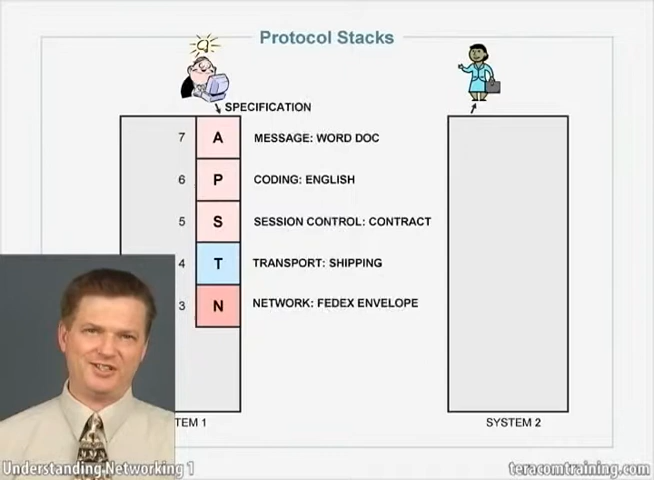 Protocol Stacks
SPECIFICATION
7 A MESSAGE: WORD DOC
6 P CODING: ENGLISH
5 S SESSION CONTROL: CONTRACT
4 T TRANSPORT: SHIPPING
3 N NETWORK: FEDEX ENVELOPE
TEM 1
SYSTEM 2
Understanding Networking 1
teracomtraining.com